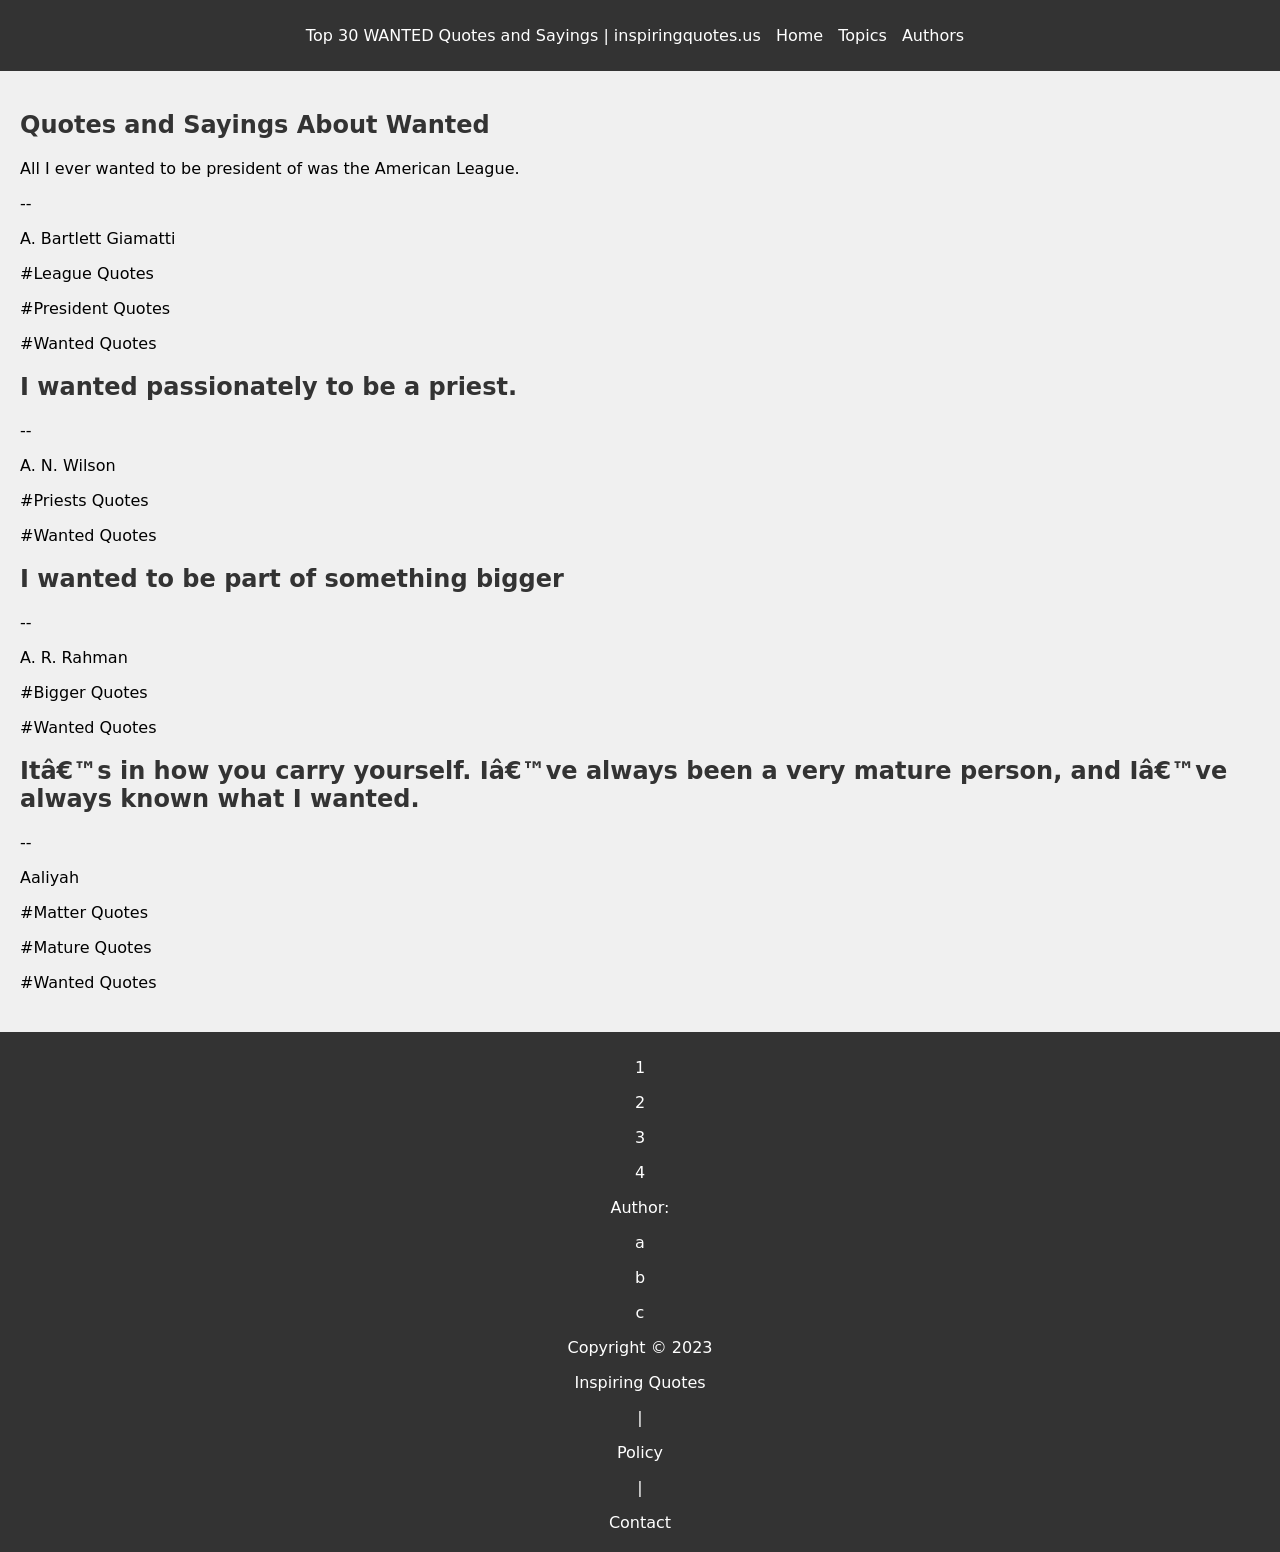 Top 30 WANTED Quotes and Sayings | inspiringquotes.us Home Topics Authors
Quotes and Sayings About Wanted
All I ever wanted to be president of was the American League.
--
A. Bartlett Giamatti
#League Quotes
#President Quotes
#Wanted Quotes
I wanted passionately to be a priest.
--
A. N. Wilson
#Priests Quotes
#Wanted Quotes
I wanted to be part of something bigger
--
A. R. Rahman
#Bigger Quotes
#Wanted Quotes
Itâ€™s in how you carry yourself. Iâ€™ve always been a very mature person, and Iâ€™ve
always known what I wanted.
--
Aaliyah
#Matter Quotes
#Mature Quotes
#Wanted Quotes
1
2
3
4
Author:
a
b
c
Copyright © 2023
Inspiring Quotes
|
Policy
|
Contact